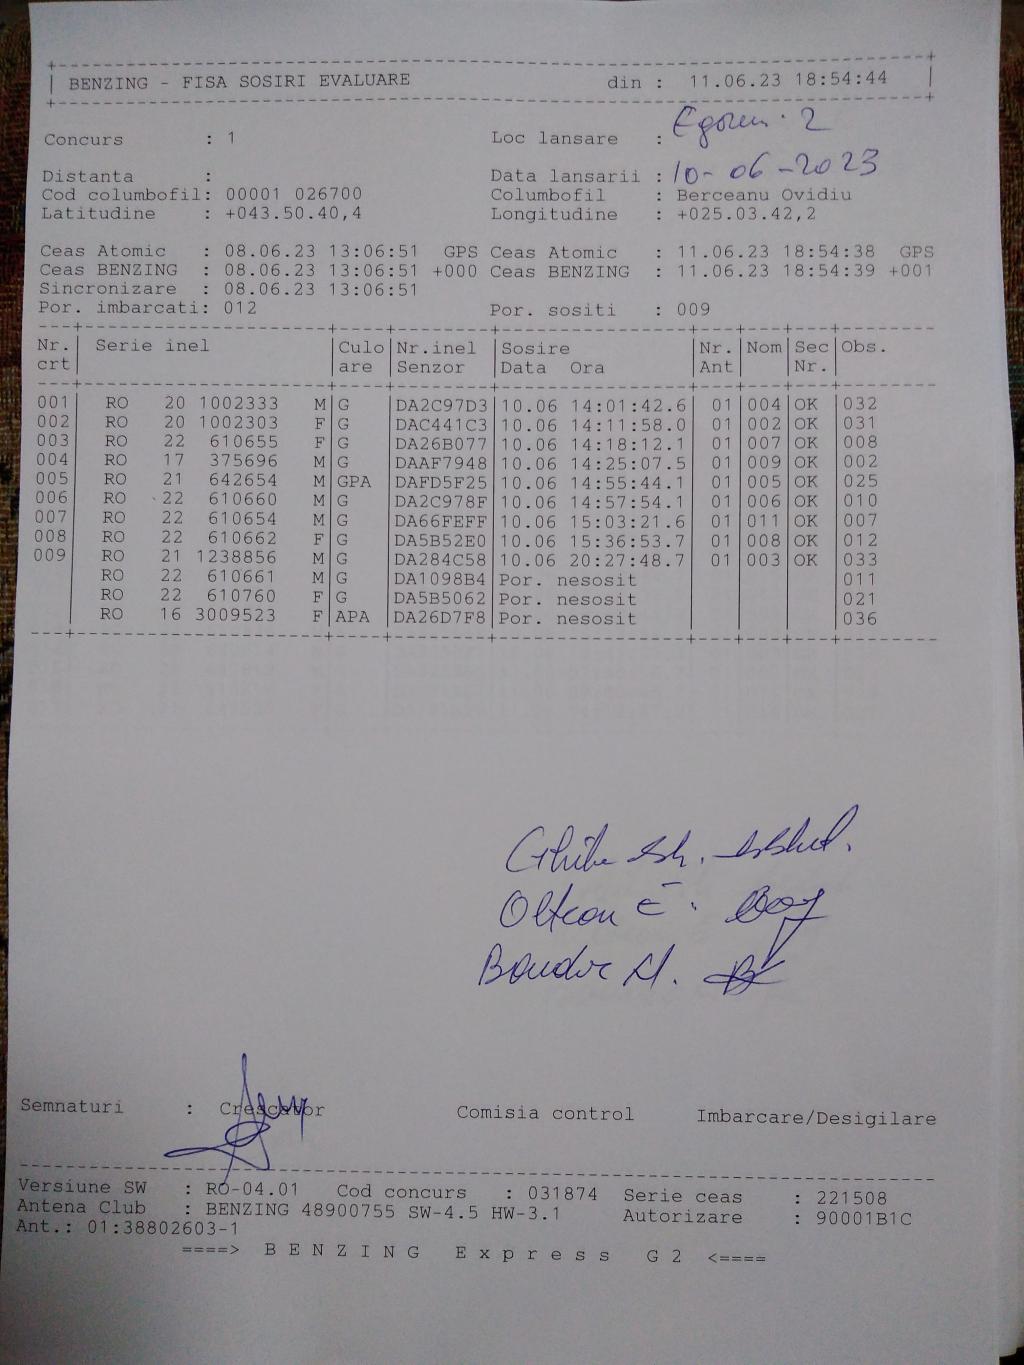 BENZING - FISA SOSIRI EVALUARE din : 11.06.23 18:54:44
Concurs : 1 Loc lansare : 2
Distanta : Data lansarii : 10-06-2023
Cod columbofil: 00001 026700 Columbofil : Berceanu Ovidiu
Latitudine : +043.50.40,4 Longitudine : +025.03.42,2
Ceas Atomic : 08.06.23 13:06:51 GPS Ceas Atomic : 11.06.23 18:54:38 GPS
Ceas BENZING : 08.06.23 13:06:51 +000 Ceas BENZING : 11.06.23 18:54:39 +001
Sincronizare : 08.06.23 13:06:51
Por. imbarcati: 012 Por. sositi : 009
Nr. Serie inel Culo Nr.inel Sosire Nr. Nom Sec Obs.
crt are Senzor Data Ora Ant Nr.
001 RO 20 1002333 M G DA2C97D3 10.06 14:01:42.6 01 004 OK 032
002 RO 20 1002303 F G DAC441C3 10.06 14:11:58.0 01 002 OK 031
003 RO 22 610655 F G DA26B077 10.06 14:18:12.1 01 007 OK 008
004 RO 17 375696 M G DAAF7948 10.06 14:25:07.5 01 009 OK 002
005 RO 21 642654 M GPA DAFD5F25 10.06 14:55:44.1 01 005 OK 025
006 RO 22 610660 M G DA2C978F 10.06 14:57:54.1 01 006 OK 010
007 RO 22 610654 M G DA66FEFF 10.06 15:03:21.6 01 011 OK 007
008 RO 22 610662 F G DA5B52E0 10.06 15:36:53.7 01 008 OK 012
009 RO 21 1238856 M G DA284C58 10.06 20:27:48.7 01 003 OK 033
RO 22 610661 M G DA1098B4 Por. nesosit 011
RO 22 610760 F G DA5B5062 Por. nesosit 021
RO 16 3009523 F APA DA26D7F8 Por. nesosit 036
Oltean E.
Semnaturi : Crescator Comisia control Imbarcare/Desigilare
Versiune SW : RO-04.01 Cod concurs : 031874 Serie ceas : 221508
Antena Club : BENZING 48900755 SW-4.5 HW-3.1 Autorizare : 90001B1C
Ant.: 01:38802603-1
====> B E N Z I N G E x p r e s s G 2 <====